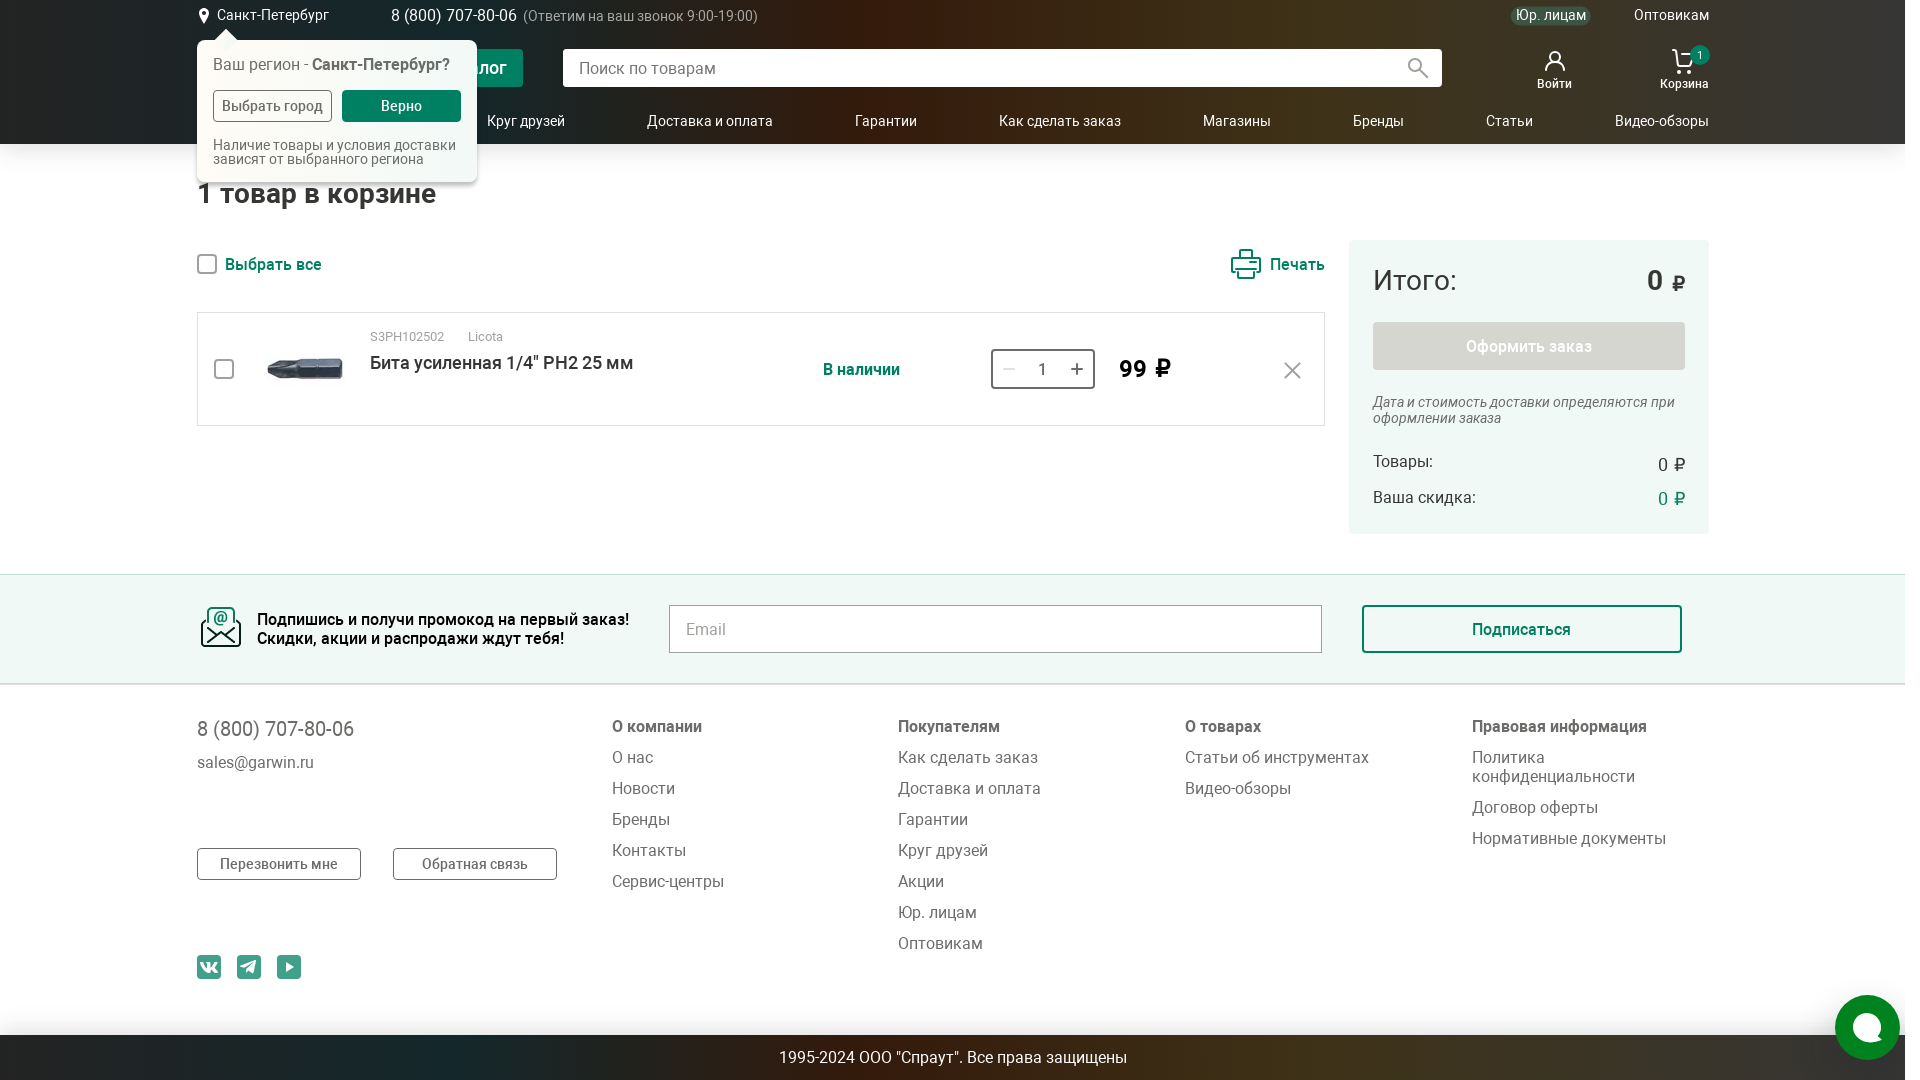 Санкт-Петербург
8 (800) 707-80-06 (Ответим на ваш звонок 9:00-19:00)
Юр. лицам
Оптовикам
Ваш регион - Санкт-Петербург?
Выбрать город
Верно
Наличие товары и условия доставки
зависят от выбранного региона
Поиск по товарам
Войти
1
Корзина
Круг друзей
Доставка и оплата
Гарантии
Как сделать заказ
Магазины
Бренды
Статьи
Видео-обзоры
1 товар в корзине
Выбрать все
Печать
S3PH102502 Licota
Бита усиленная 1/4" PH2 25 мм
В наличии
1
99 ₽
Итого: 0 ₽
Оформить заказ
Дата и стоимость доставки определяются при
оформлении заказа
Товары: 0 ₽
Ваша скидка: 0 ₽
Подпишись и получи промокод на первый заказ!
Скидки, акции и распродажи ждут тебя!
Email
Подписаться
8 (800) 707-80-06
sales@garwin.ru
Перезвонить мне
Обратная связь
О компании
О нас
Новости
Бренды
Контакты
Сервис-центры
Покупателям
Как сделать заказ
Доставка и оплата
Гарантии
Круг друзей
Акции
Юр. лицам
Оптовикам
О товарах
Статьи об инструментах
Видео-обзоры
Правовая информация
Политика
конфиденциальности
Договор оферты
Нормативные документы
1995-2024 ООО "Спраут". Все права защищены